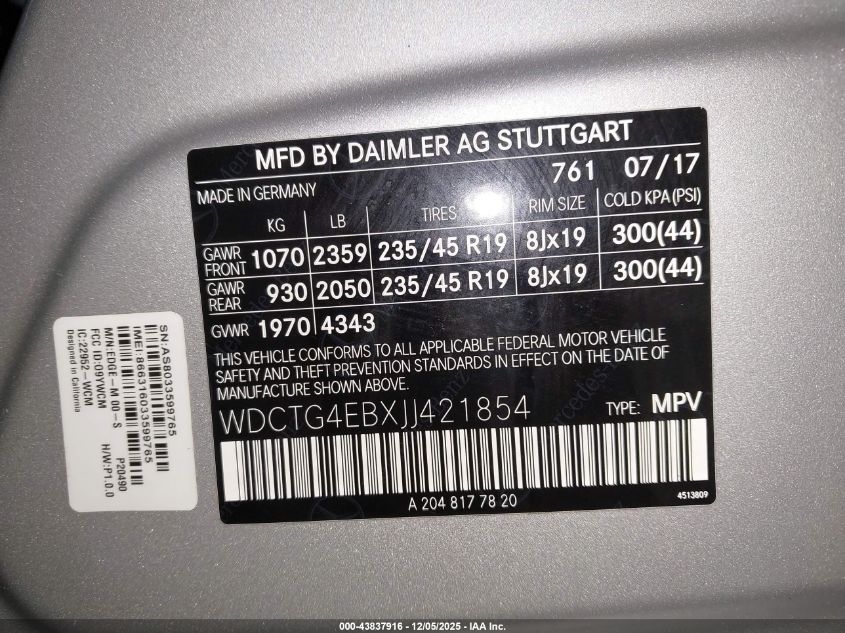 MFD BY DAIMLER AG STUTTGART
761 07/17
MADE IN GERMANY
KG LB TIRES RIM SIZE COLD KPA(PSI)
GAWR FRONT 1070 2359 235/45 R19 8Jx19 300(44)
GAWR REAR 930 2050 235/45 R19 8Jx19 300(44)
GVWR 1970 4343
THIS VEHICLE CONFORMS TO ALL APPLICABLE FEDERAL MOTOR VEHICLE
SAFETY AND THEFT PREVENTION STANDARDS IN EFFECT ON THE DATE OF
MANUFACTURE SHOWN ABOVE.
WDCTG4EBXJJ421854 TYPE: MPV
A 204 817 78 20
4513809
SN:AS8033599765
IMEI:866316033599765
M/N:EDGE-M 00-S P20490
FCC ID:O9YWCM H/W:P1.0.0
IC:22952-WCM
Designed in California
000-43837916 - 12/05/2025 - IAA Inc.